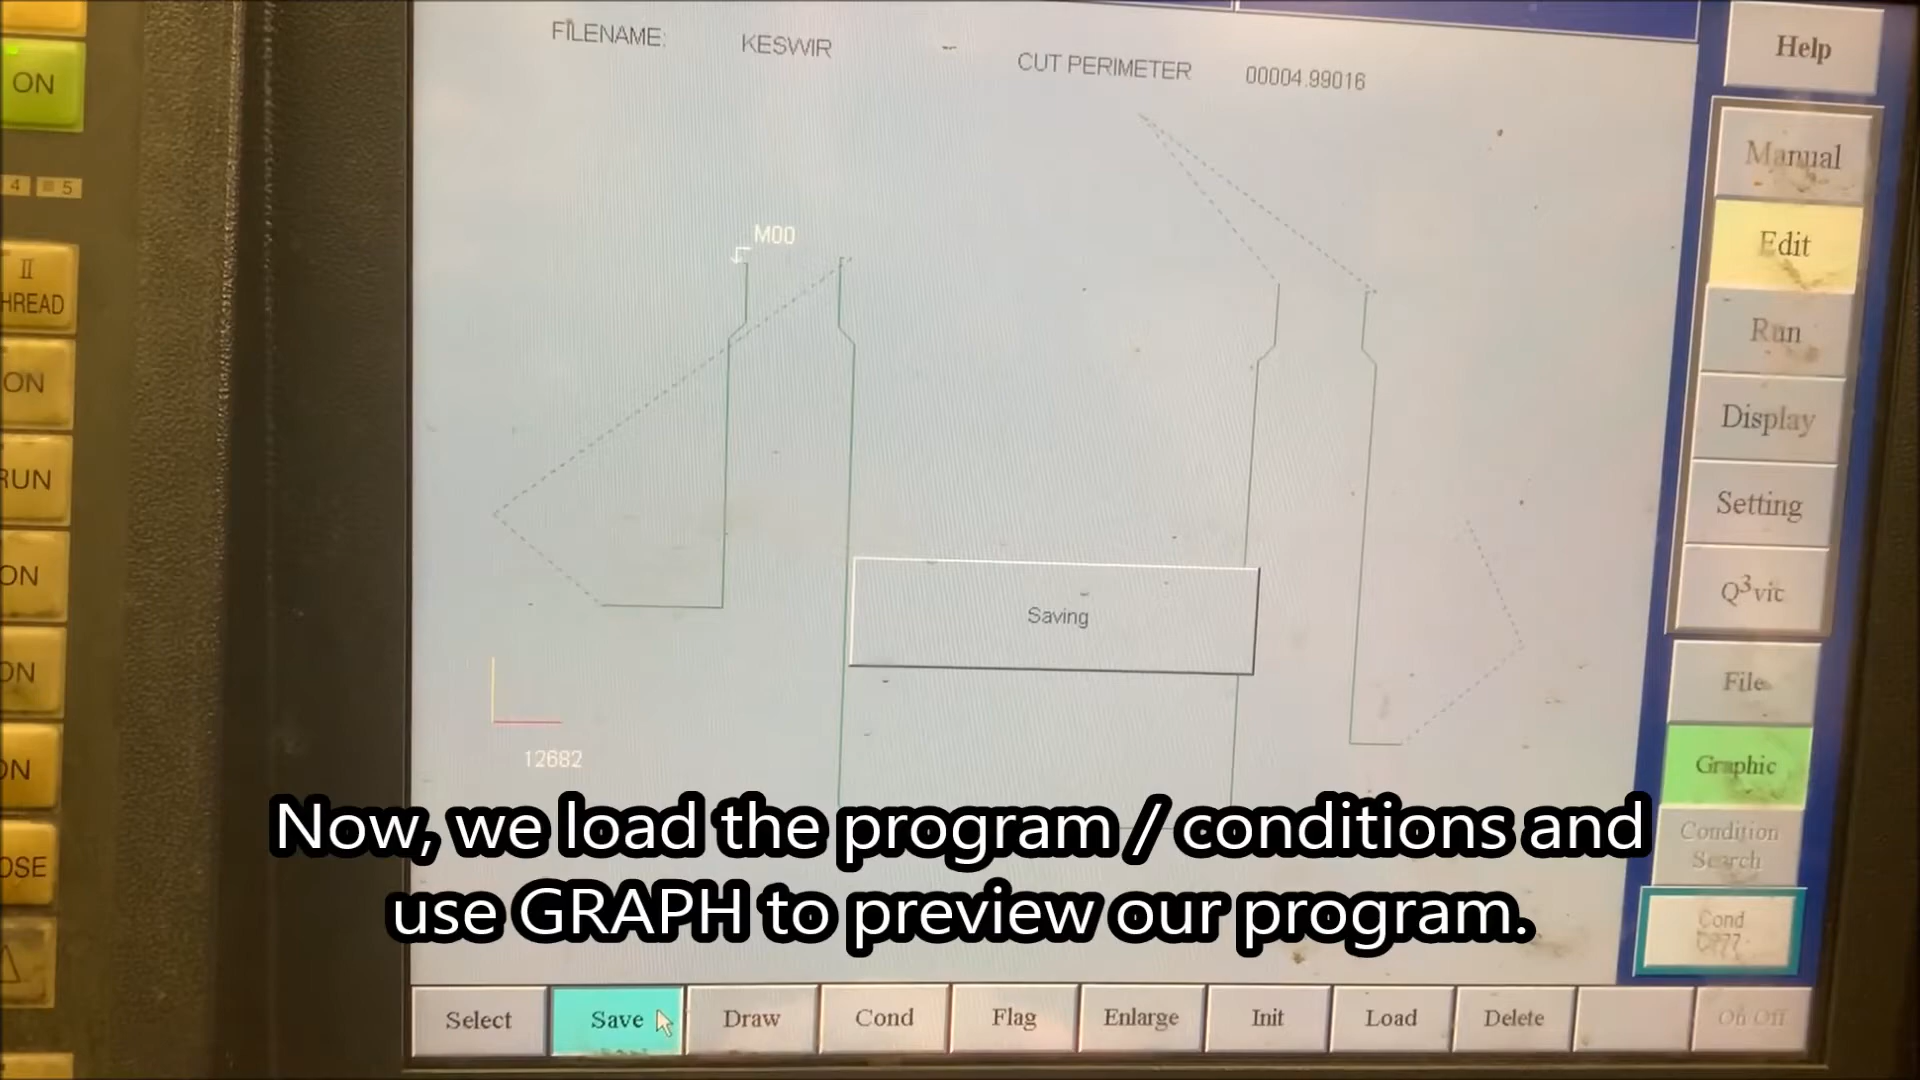 FILENAME: KESWIR
CUT PERIMETER 00004.99016
Help
ON
Manual
4 5
M00
Edit
II
HREAD
Run
ON
Display
RUN
Setting
ON
Q3vic
Saving
ON
File
12682
ON
Graphic
Now, we load the program / conditions and
use GRAPH to preview our program.
OSE
Condition
Search
Cond
Select Save Draw Cond Flag Enlarge Init Load Delete On Off